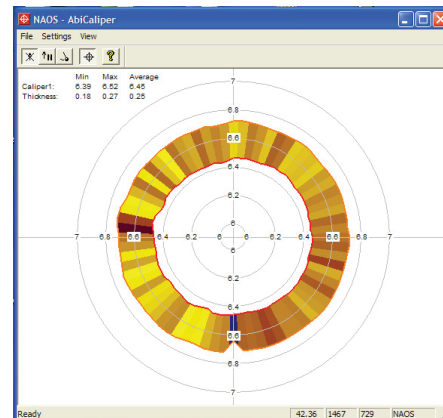 NAOS - AbiCaliper
File Settings View
Min Max Average
Caliper1: 6.39 6.52 6.45
Thickness: 0.18 0.27 0.25
7
6.8
6.6
6.4
6.2
6
7 6.8 6.6 6.4 6.2 6 6 6.2 6.4 6.6 6.8 7
6
6.2
6.4
6.6
6.8
7
Ready 42.36 1467 729 NAOS